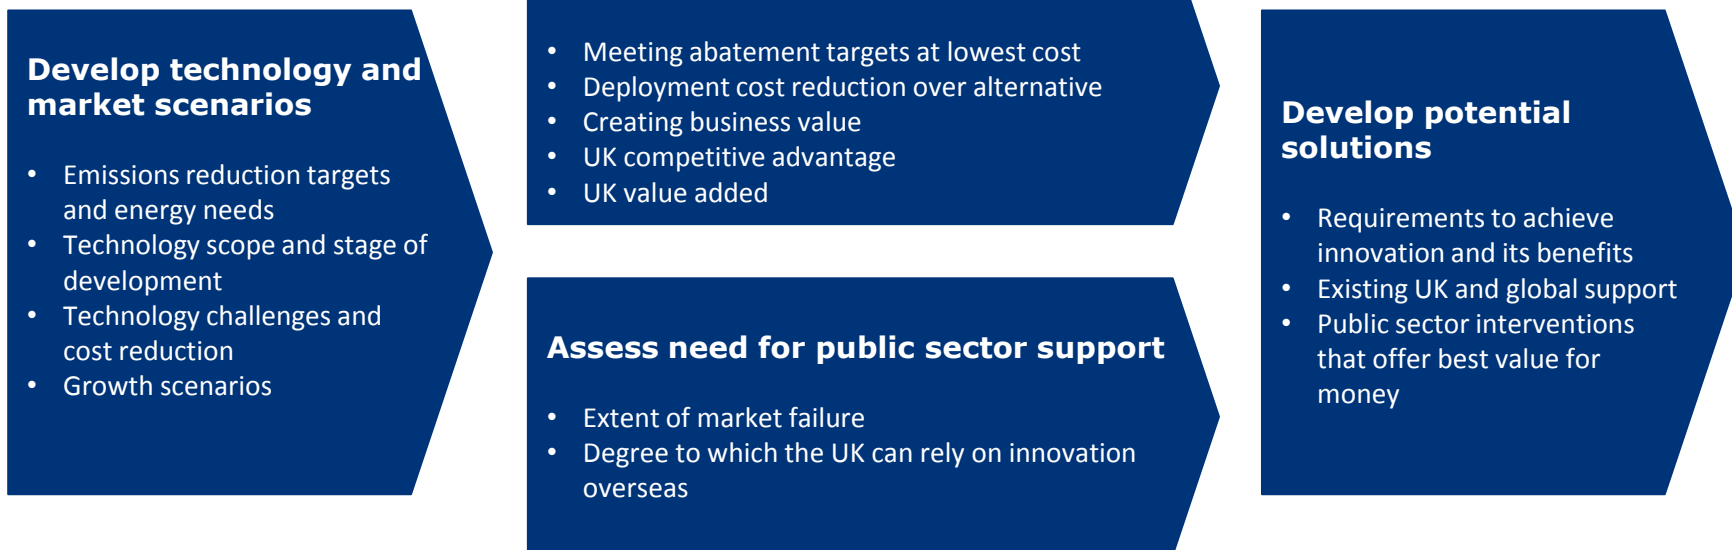 Develop technology and
market scenarios
• Emissions reduction targets
and energy needs
• Technology scope and stage of
development
• Technology challenges and
cost reduction
• Growth scenarios
• Meeting abatement targets at lowest cost
• Deployment cost reduction over alternative
• Creating business value
• UK competitive advantage
• UK value added
Assess need for public sector support
• Extent of market failure
• Degree to which the UK can rely on innovation
overseas
Develop potential
solutions
• Requirements to achieve
innovation and its benefits
• Existing UK and global support
• Public sector interventions
that offer best value for
money